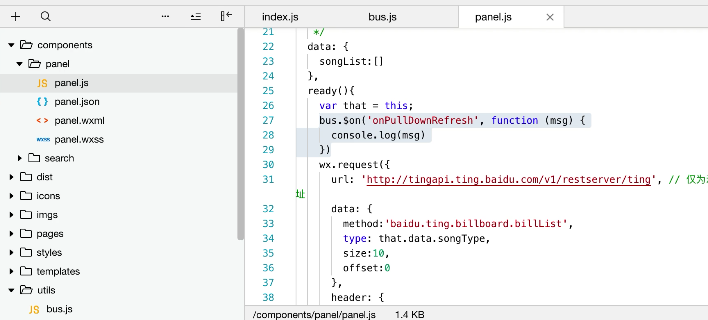 index.js
bus.js
panel.js
components
panel
JS panel.js
{ } panel.json
<> panel.wxml
wxss panel.wxss
search
dist
icons
imgs
pages
styles
templates
utils
JS bus.js
21 */
22 data: {
23 songList:[]
24 },
25 ready(){
26 var that = this;
27 bus.$on('onPullDownRefresh', function (msg) {
28 console.log(msg)
29 })
30 wx.request({
31 url: 'http://tingapi.ting.baidu.com/v1/restserver/ting', // 仅为
址
32 data: {
33 method:'baidu.ting.billboard.billList',
34 type: that.data.songType,
35 size:10,
36 offset:0
37 },
38 header: {
/components/panel/panel.js 1.4 KB